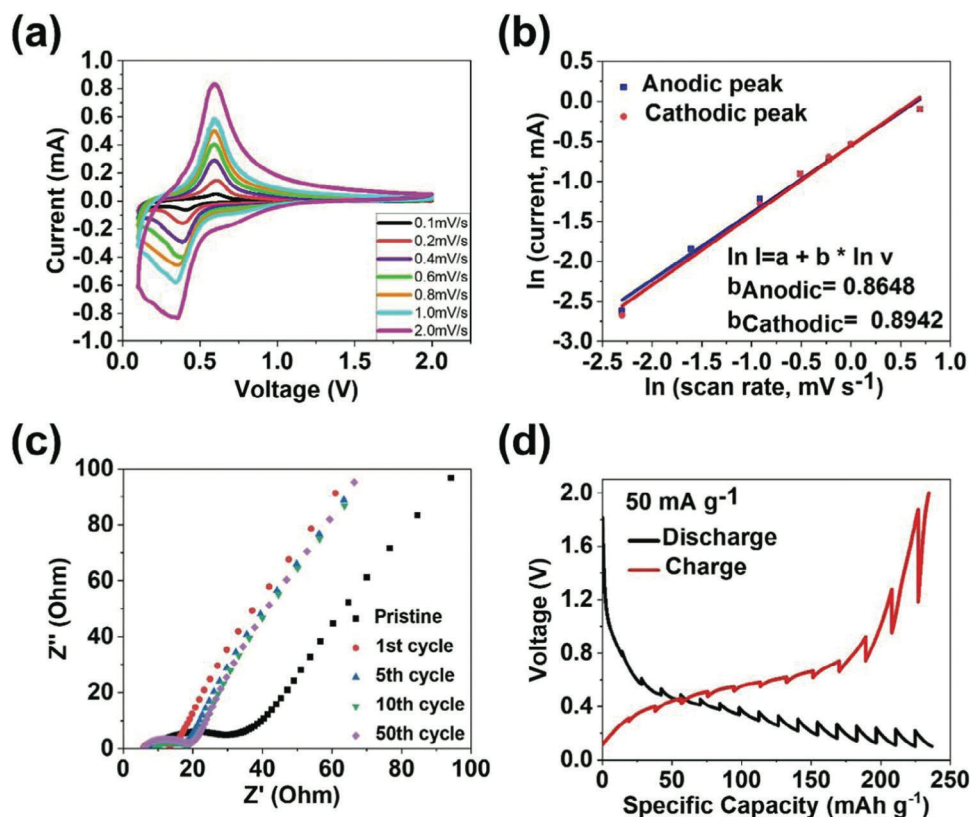 (a)
1.0
0.8
0.6
0.4
0.2
0.0
-0.2
-0.4
-0.6
-0.8
-1.0
Current (mA)
0.0
0.5
1.0
1.5
2.0
Voltage (V)
0.1mV/s
0.2mV/s
0.4mV/s
0.6mV/s
0.8mV/s
1.0mV/s
2.0mV/s
(b)
0.5
0.0
-0.5
-1.0
-1.5
-2.0
-2.5
-3.0
ln (current, mA)
-2.5
-2.0
-1.5
-1.0
-0.5
0.0
0.5
1.0
ln (scan rate, mV s⁻¹)
Anodic peak
Cathodic peak
ln I=a + b * ln v
bAnodic= 0.8648
bCathodic= 0.8942
(c)
100
80
60
40
20
0
Z'' (Ohm)
0
20
40
60
80
100
Z' (Ohm)
Pristine
1st cycle
5th cycle
10th cycle
50th cycle
(d)
2.0
1.6
1.2
0.8
0.4
0.0
Voltage (V)
0
50
100
150
200
250
Specific Capacity (mAh g⁻¹)
50 mA g⁻¹
Discharge
Charge